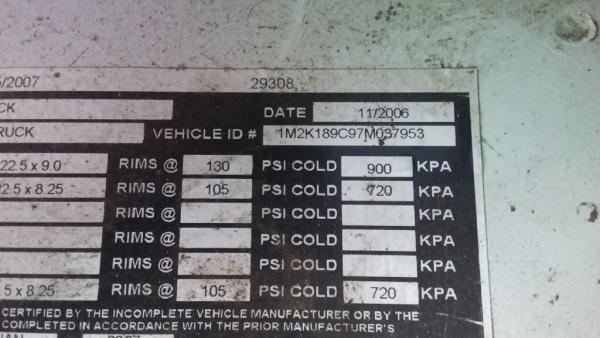 /2007 29308
CK DATE 11/2006
RUCK VEHICLE ID # 1M2K189C97M037953
22.5 x 9.0 RIMS @ 130 PSI COLD 900 KPA
22.5 x 8.25 RIMS @ 105 PSI COLD 720 KPA
RIMS @ PSI COLD KPA
RIMS @ PSI COLD KPA
RIMS @ PSI COLD KPA
5 x 8.25 RIMS @ 105 PSI COLD 720 KPA
CERTIFIED BY THE INCOMPLETE VEHICLE MANUFACTURER OR BY THE
COMPLETED IN ACCORDANCE WITH THE PRIOR MANUFACTURER'S